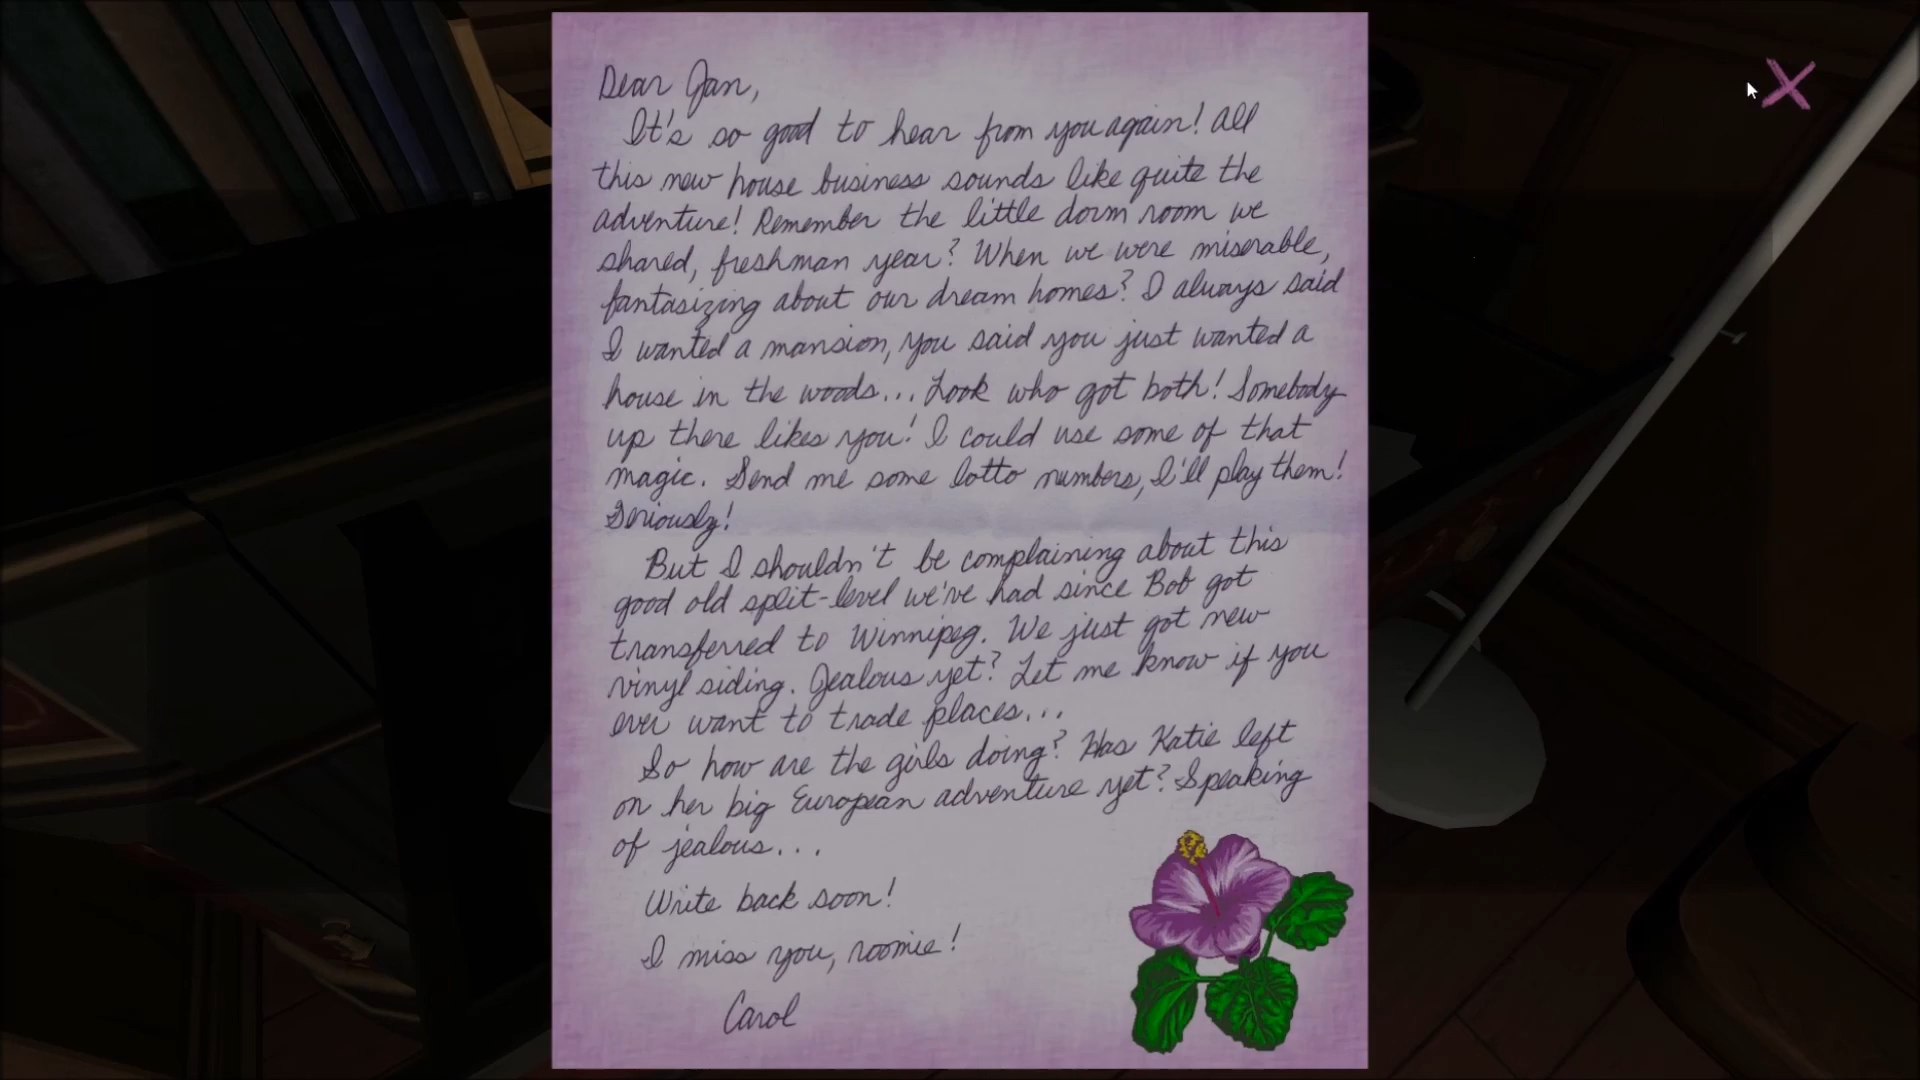 Dear Jan,
It's so good to hear from you again! All
this new house business sounds like quite the
adventure! Remember the little dorm room we
shared, freshman year? When we were miserable,
fantasizing about our dream homes? I always said
I wanted a mansion, you said you just wanted a
house in the woods... Look who got both! Somebody
up there likes you! I could use some of that
magic. Send me some lotto numbers, I'll play them!
Seriously!
But I shouldn't be complaining about this
good old split-level we've had since Bob got
transferred to Winnipeg. We just got new
vinyl siding. Jealous yet? Let me know if you
ever want to trade places...
So how are the girls doing? Has Katie left
on her big European adventure yet? Speaking
of jealous...
Write back soon!
I miss you, roomie!
Carol